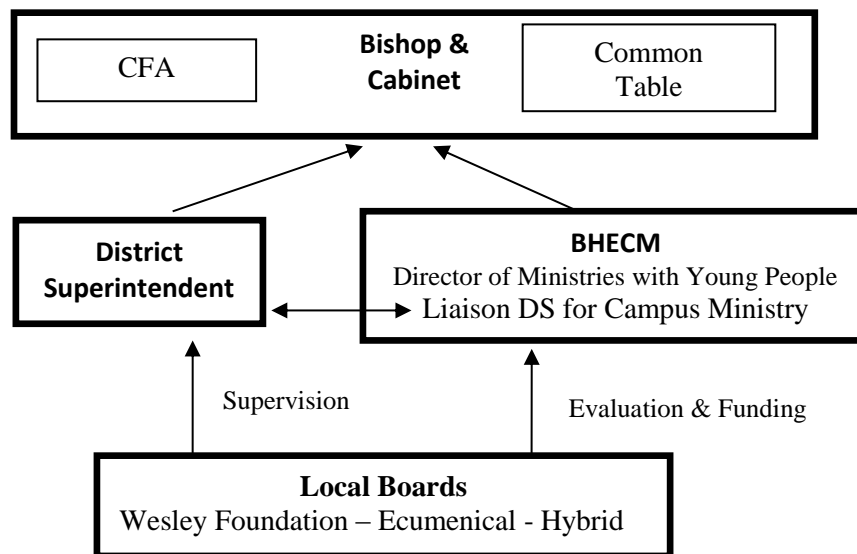 CFA
Bishop &
Cabinet
Common
Table
District
Superintendent
BHECM
Director of Ministries with Young People
Liaison DS for Campus Ministry
Supervision
Evaluation & Funding
Local Boards
Wesley Foundation – Ecumenical - Hybrid